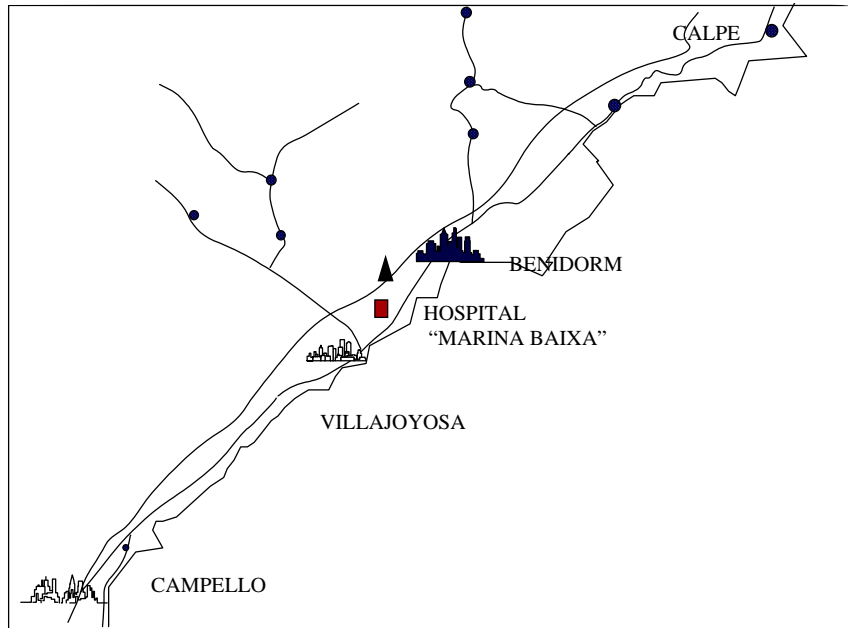 CALPE
BENIDORM
HOSPITAL
“MARINA BAIXA”
VILLAJOYOSA
CAMPELLO